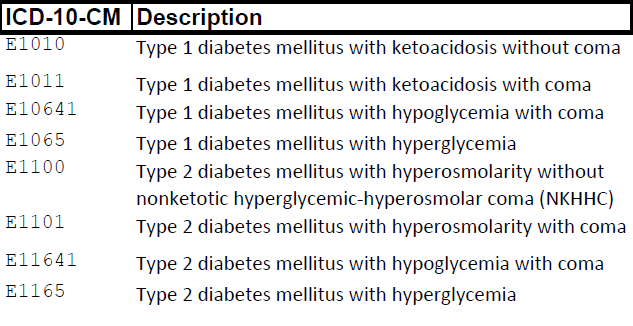 ICD-10-CM Description
E1010 Type 1 diabetes mellitus with ketoacidosis without coma
E1011 Type 1 diabetes mellitus with ketoacidosis with coma
E10641 Type 1 diabetes mellitus with hypoglycemia with coma
E1065 Type 1 diabetes mellitus with hyperglycemia
E1100 Type 2 diabetes mellitus with hyperosmolarity without
nonketotic hyperglycemic-hyperosmolar coma (NKHHC)
E1101 Type 2 diabetes mellitus with hyperosmolarity with coma
E11641 Type 2 diabetes mellitus with hypoglycemia with coma
E1165 Type 2 diabetes mellitus with hyperglycemia